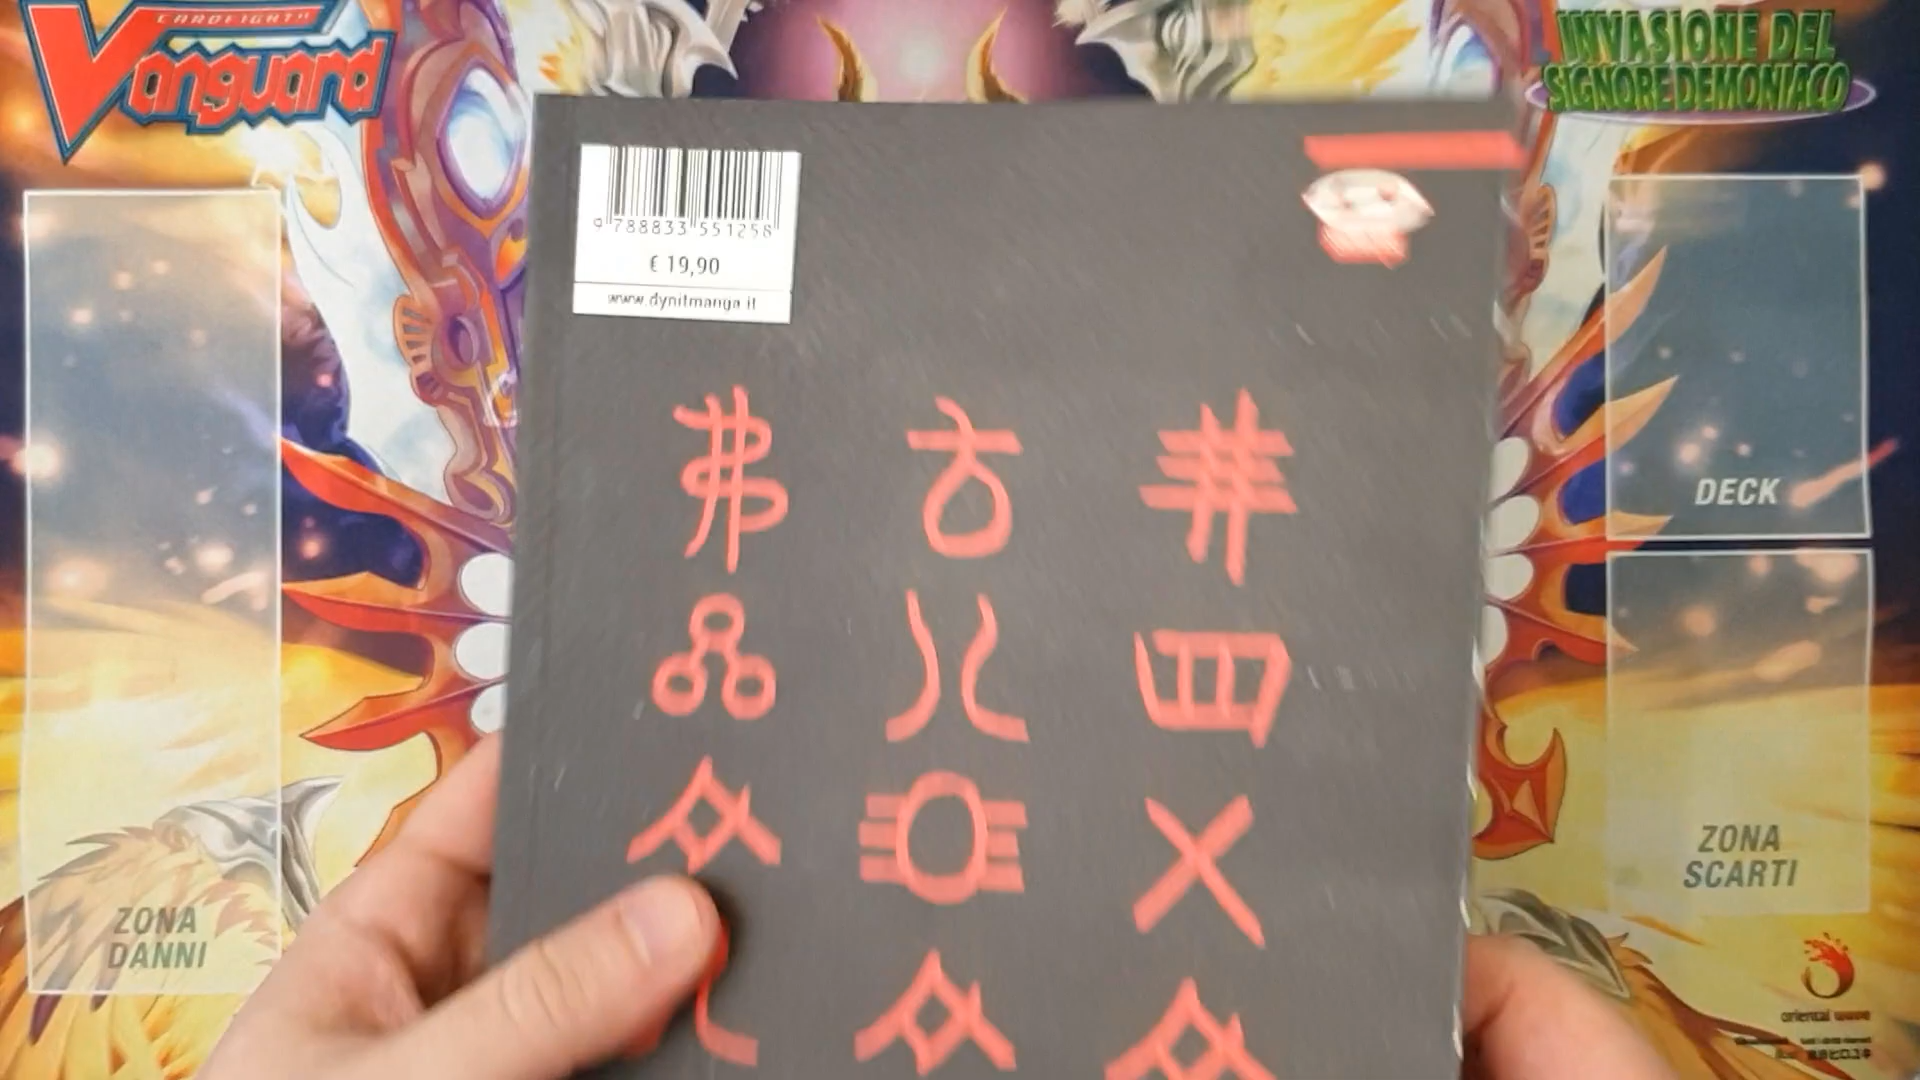 CARDFIGHT!!
Vanguard
INVASIONE DEL
SIGNORE DEMONIACO
9 788833 551258
€ 19,90
www.dynitmanga.it
DECK
ZONA
SCARTI
ZONA
DANNI
oriental wave